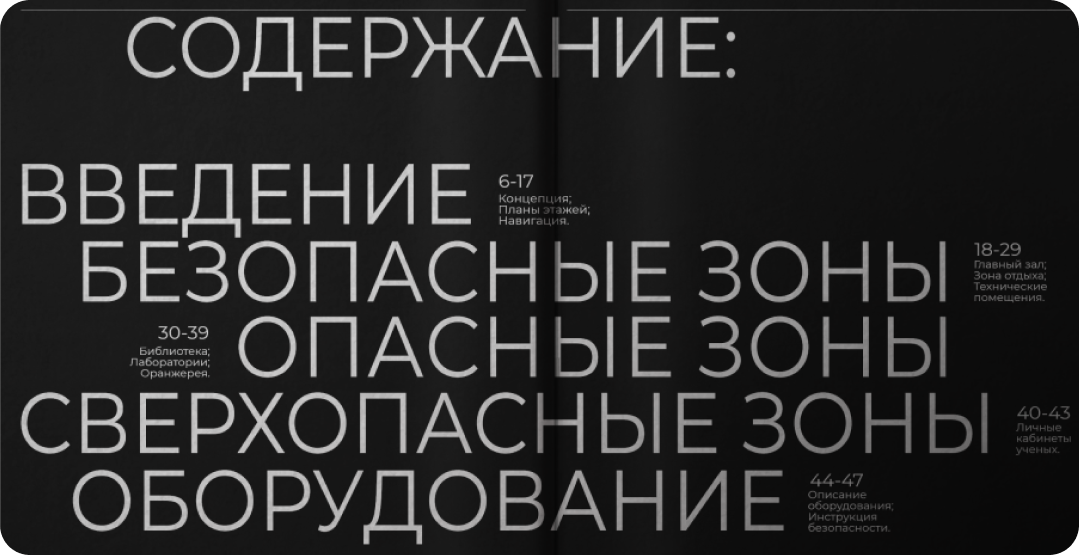 СОДЕРЖАНИЕ:
ВВЕДЕНИЕ
6-17
Концепция;
Планы этажей;
Навигация.
БЕЗОПАСНЫЕ ЗОНЫ
18-29
Главный зал;
Зона отдыха;
Технические
помещения.
30-39
Библиотека;
Лаборатории;
Оранжерея.
ОПАСНЫЕ ЗОНЫ
СВЕРХОПАСНЫЕ ЗОНЫ
40-43
Личные
кабинеты
ученых.
ОБОРУДОВАНИЕ
44-47
Описание
оборудования;
Инструкция
безопасности.